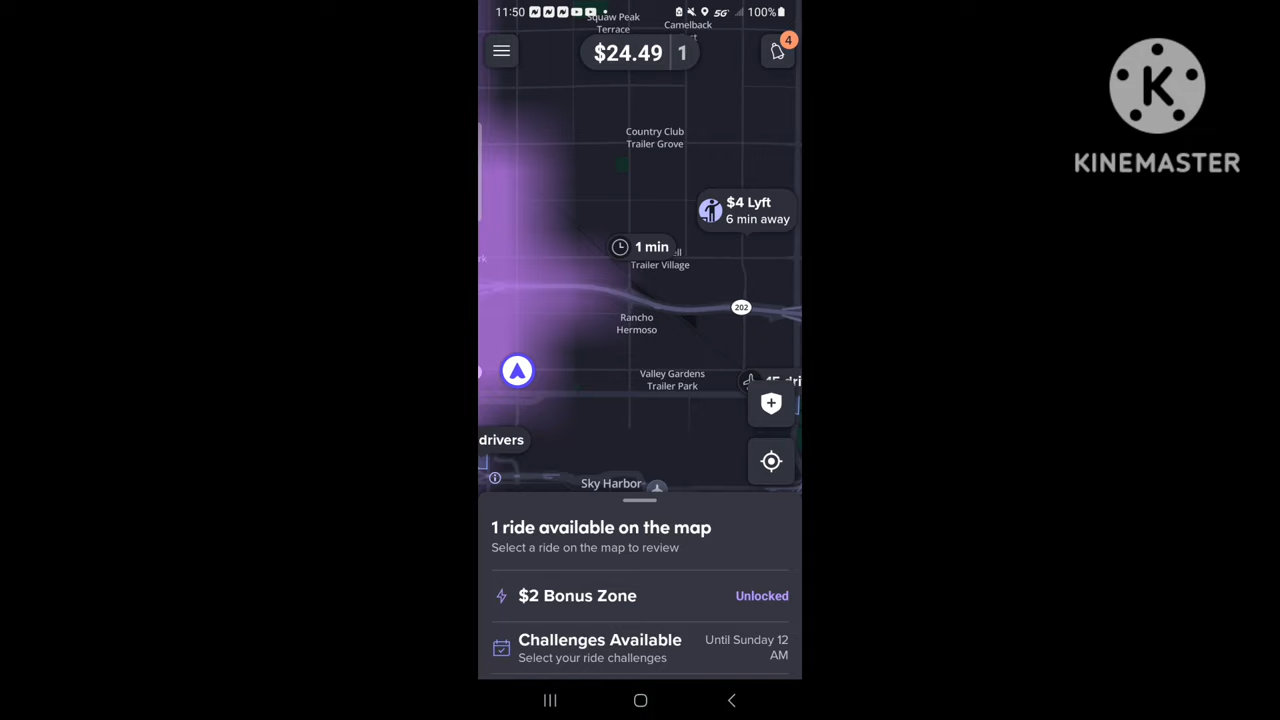 11:50
5G
100%
Squaw Peak
Terrace
Camelback
$24.49
1
4
K
KINEMASTER
Country Club
Trailer Grove
$4 Lyft
6 min away
1 min
Trailer Village
202
Rancho
Hermoso
Valley Gardens
Trailer Park
drivers
Sky Harbor
1 ride available on the map
Select a ride on the map to review
$2 Bonus Zone
Unlocked
Challenges Available
Until Sunday 12
AM
Select your ride challenges